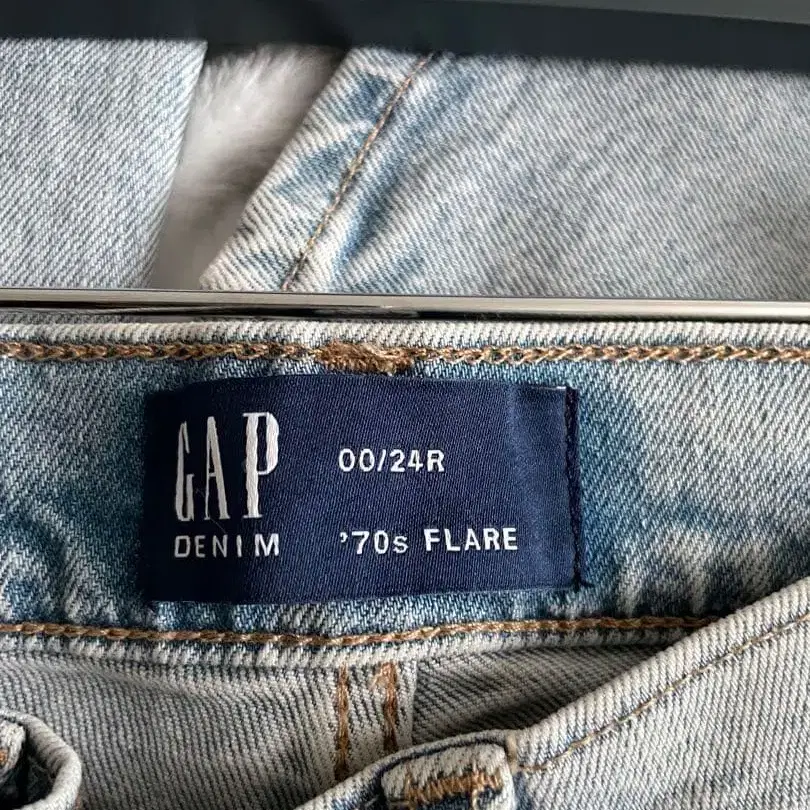 GAP
DENIM
00/24R
'70s FLARE